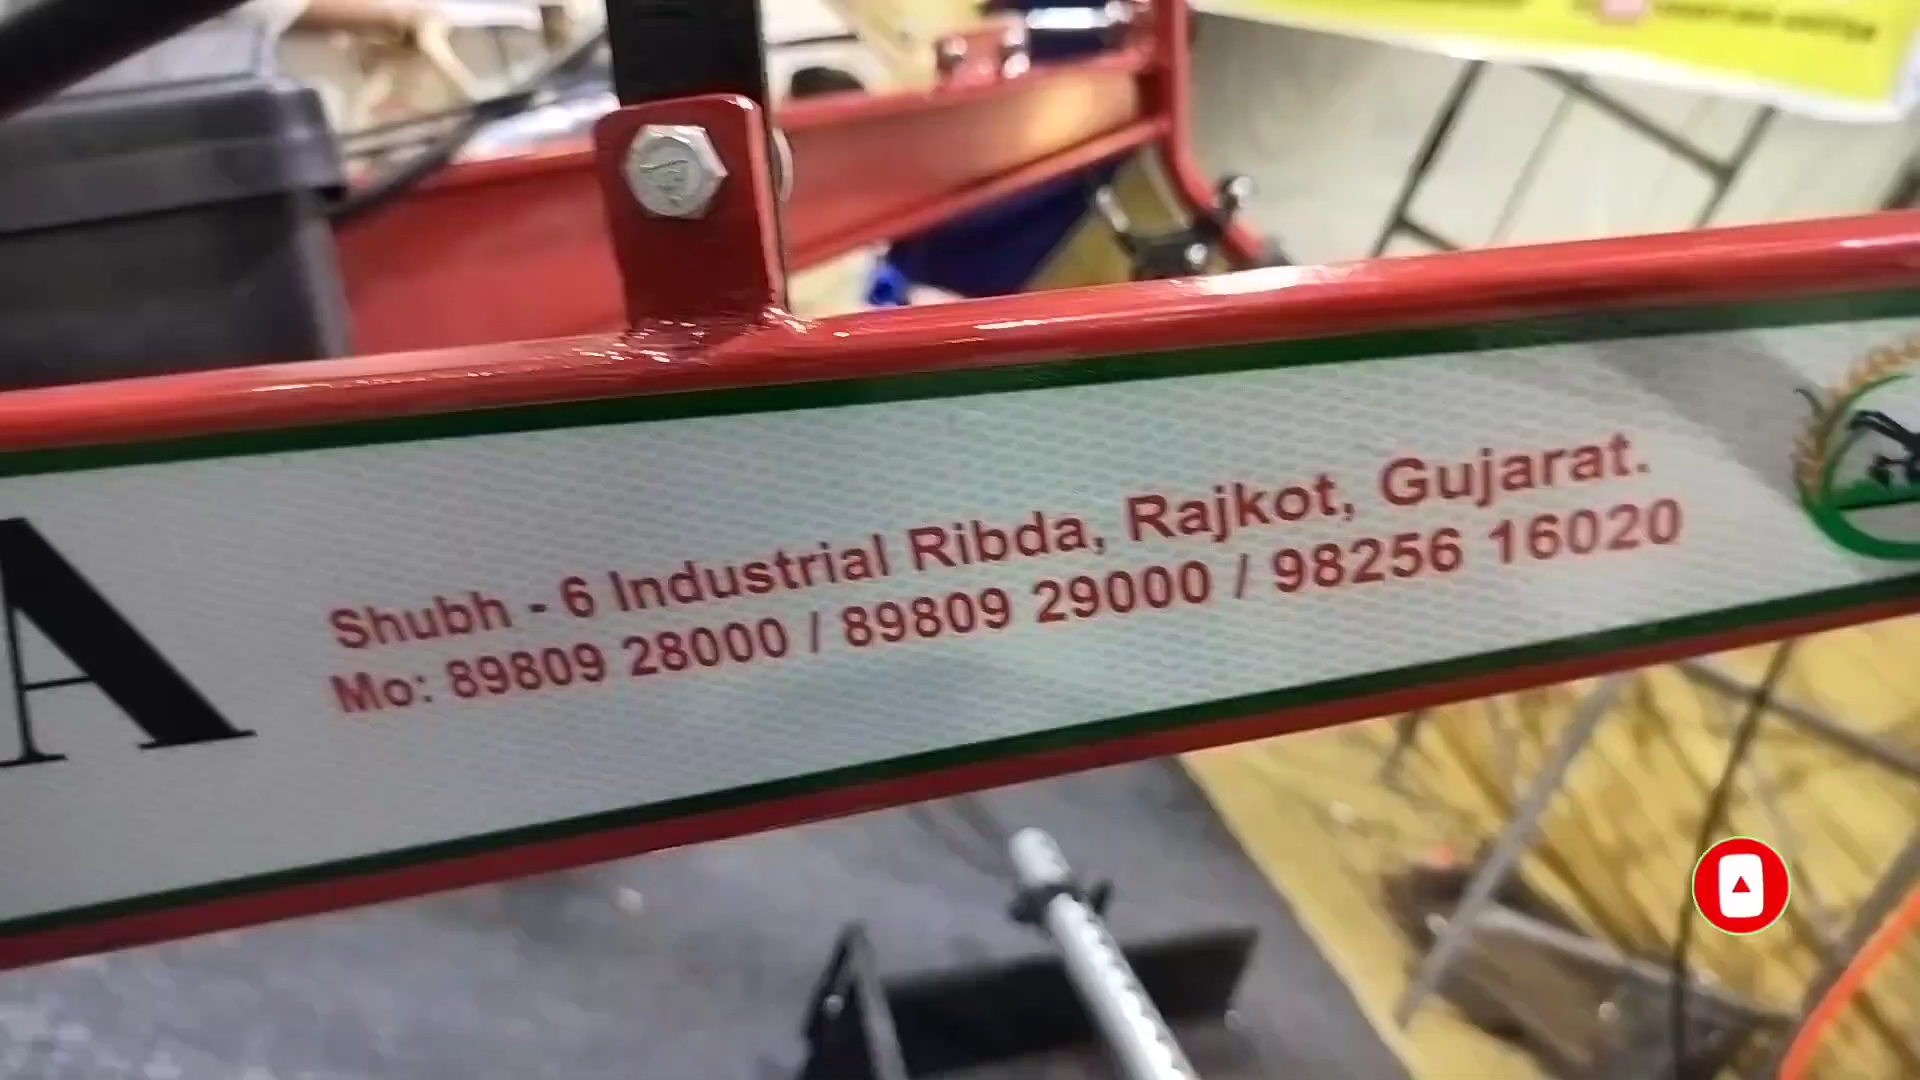 A
Shubh - 6 Industrial Ribda, Rajkot, Gujarat.
Mo: 89809 28000 / 89809 29000 / 98256 16020